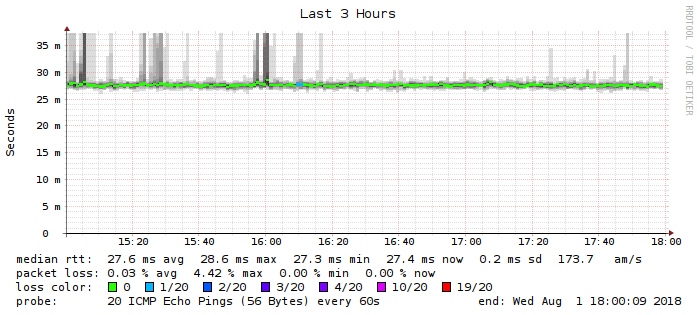 Last 3 Hours
RRDTOOL / TOBI OETIKER
Seconds
35 m
30 m
25 m
20 m
15 m
10 m
5 m
0
15:20 15:40 16:00 16:20 16:40 17:00 17:20 17:40 18:00
median rtt: 27.6 ms avg 28.6 ms max 27.3 ms min 27.4 ms now 0.2 ms sd 173.7 am/s
packet loss: 0.03 % avg 4.42 % max 0.00 % min 0.00 % now
loss color: 0 1/20 2/20 3/20 4/20 10/20 19/20
probe: 20 ICMP Echo Pings (56 Bytes) every 60s end: Wed Aug 1 18:00:09 2018